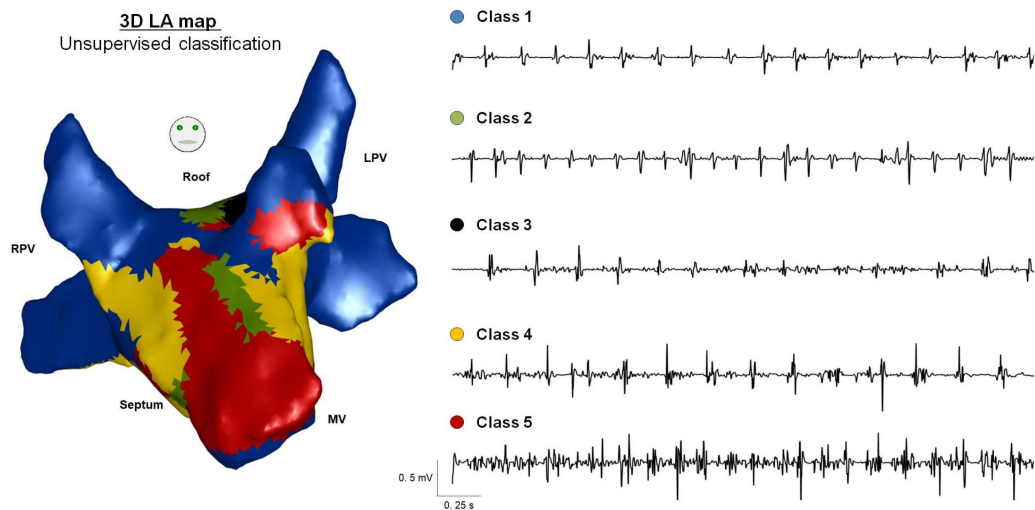 3D LA map
Unsupervised classification
LPV
Roof
RPV
Septum
MV
Class 1
Class 2
Class 3
Class 4
Class 5
0. 5 mV
0. 25 s